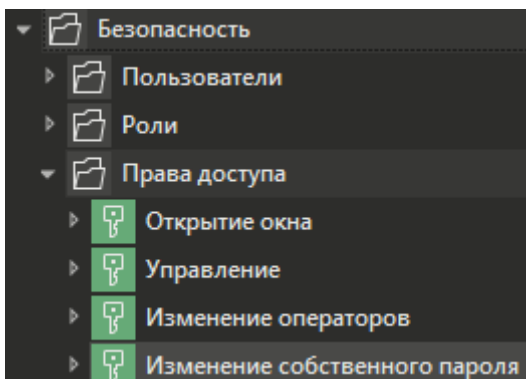 Безопасность
Пользователи
Роли
Права доступа
Открытие окна
Управление
Изменение операторов
Изменение собственного пароля